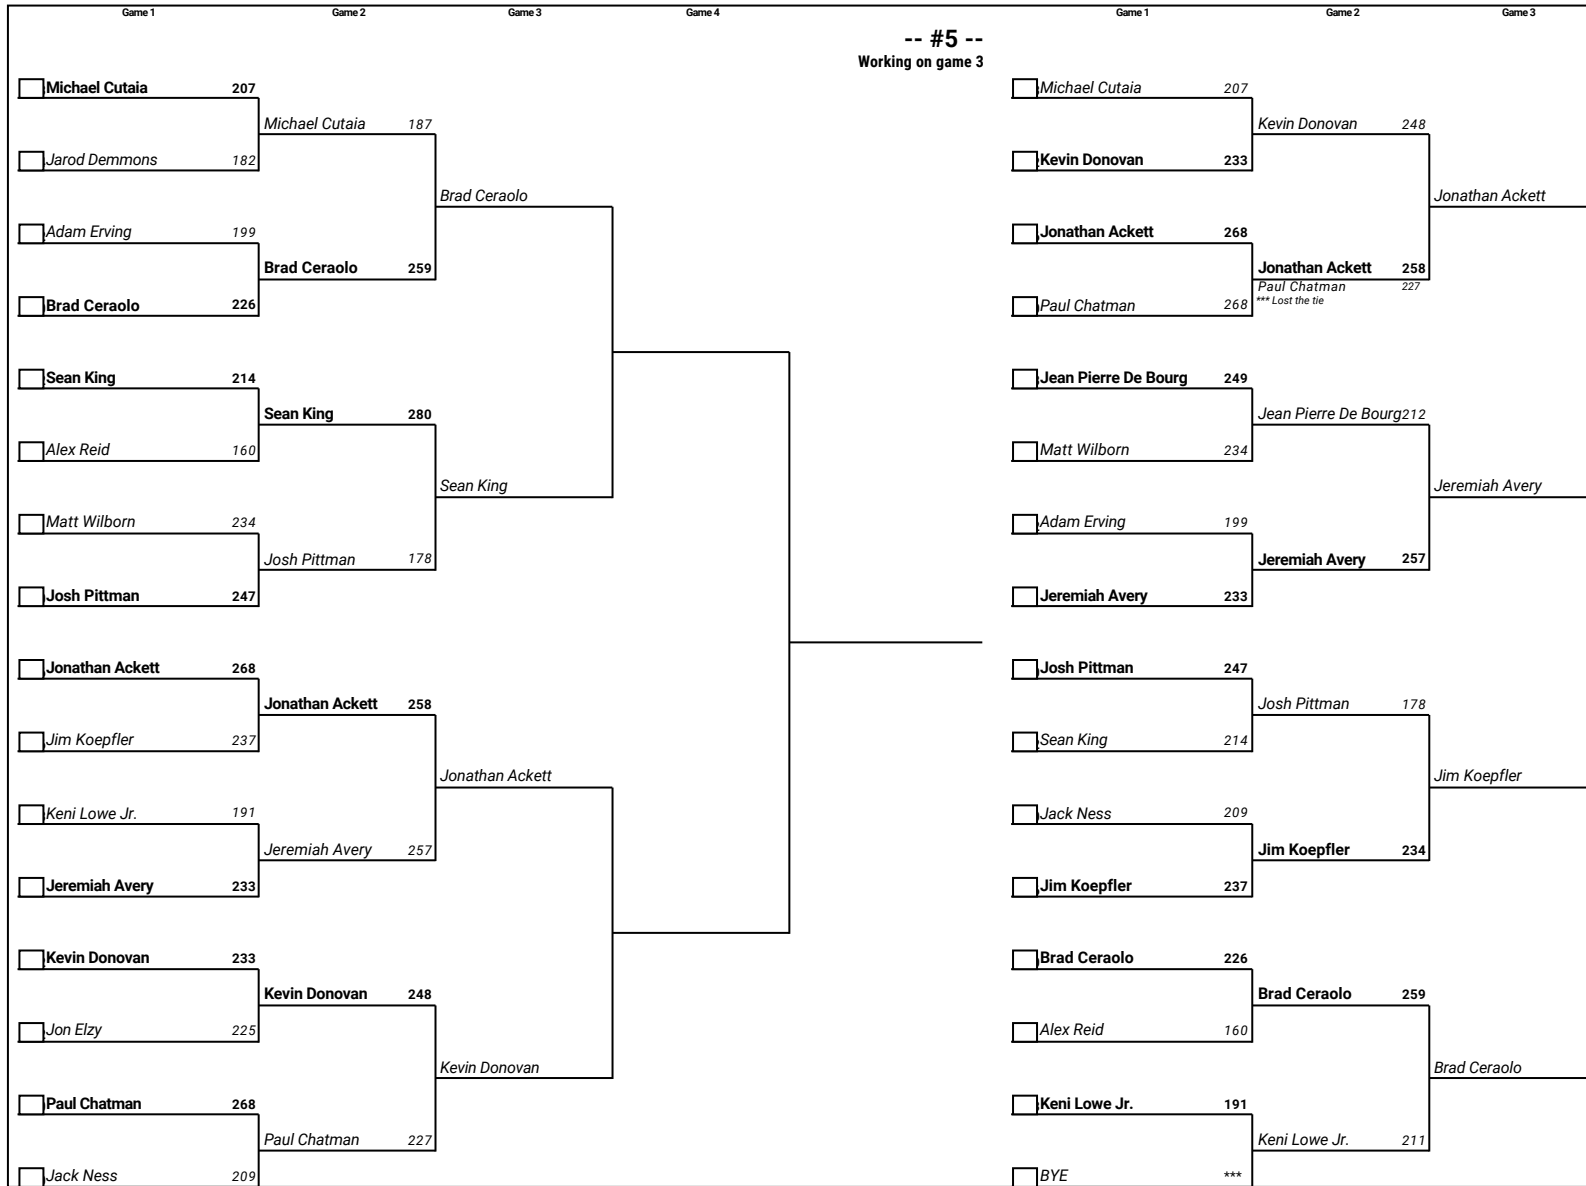 Game 1 Game 2 Game 3 Game 4 Game 1 Game 2 Game 3
-- #5 --
Working on game 3
Michael Cutaia 207
Michael Cutaia 187
Jarod Demmons 182
Brad Ceraolo
Adam Erving 199
Brad Ceraolo 259
Brad Ceraolo 226
Sean King 214
Sean King 280
Alex Reid 160
Sean King
Matt Wilborn 234
Josh Pittman 178
Josh Pittman 247
Jonathan Ackett 268
Jonathan Ackett 258
Jim Koepfler 237
Jonathan Ackett
Keni Lowe Jr. 191
Jeremiah Avery 257
Jeremiah Avery 233
Kevin Donovan 233
Kevin Donovan 248
Jon Elzy 225
Kevin Donovan
Paul Chatman 268
Paul Chatman 227
Jack Ness 209
Michael Cutaia 207
Kevin Donovan 248
Kevin Donovan 233
Jonathan Ackett
Jonathan Ackett 268
Jonathan Ackett 258
Paul Chatman 227
*** Lost the tie
Paul Chatman 268
Jean Pierre De Bourg 249
Jean Pierre De Bourg 212
Matt Wilborn 234
Jeremiah Avery
Adam Erving 199
Jeremiah Avery 257
Jeremiah Avery 233
Josh Pittman 247
Josh Pittman 178
Sean King 214
Jim Koepfler
Jack Ness 209
Jim Koepfler 234
Jim Koepfler 237
Brad Ceraolo 226
Brad Ceraolo 259
Alex Reid 160
Brad Ceraolo
Keni Lowe Jr. 191
Keni Lowe Jr. 211
BYE ***